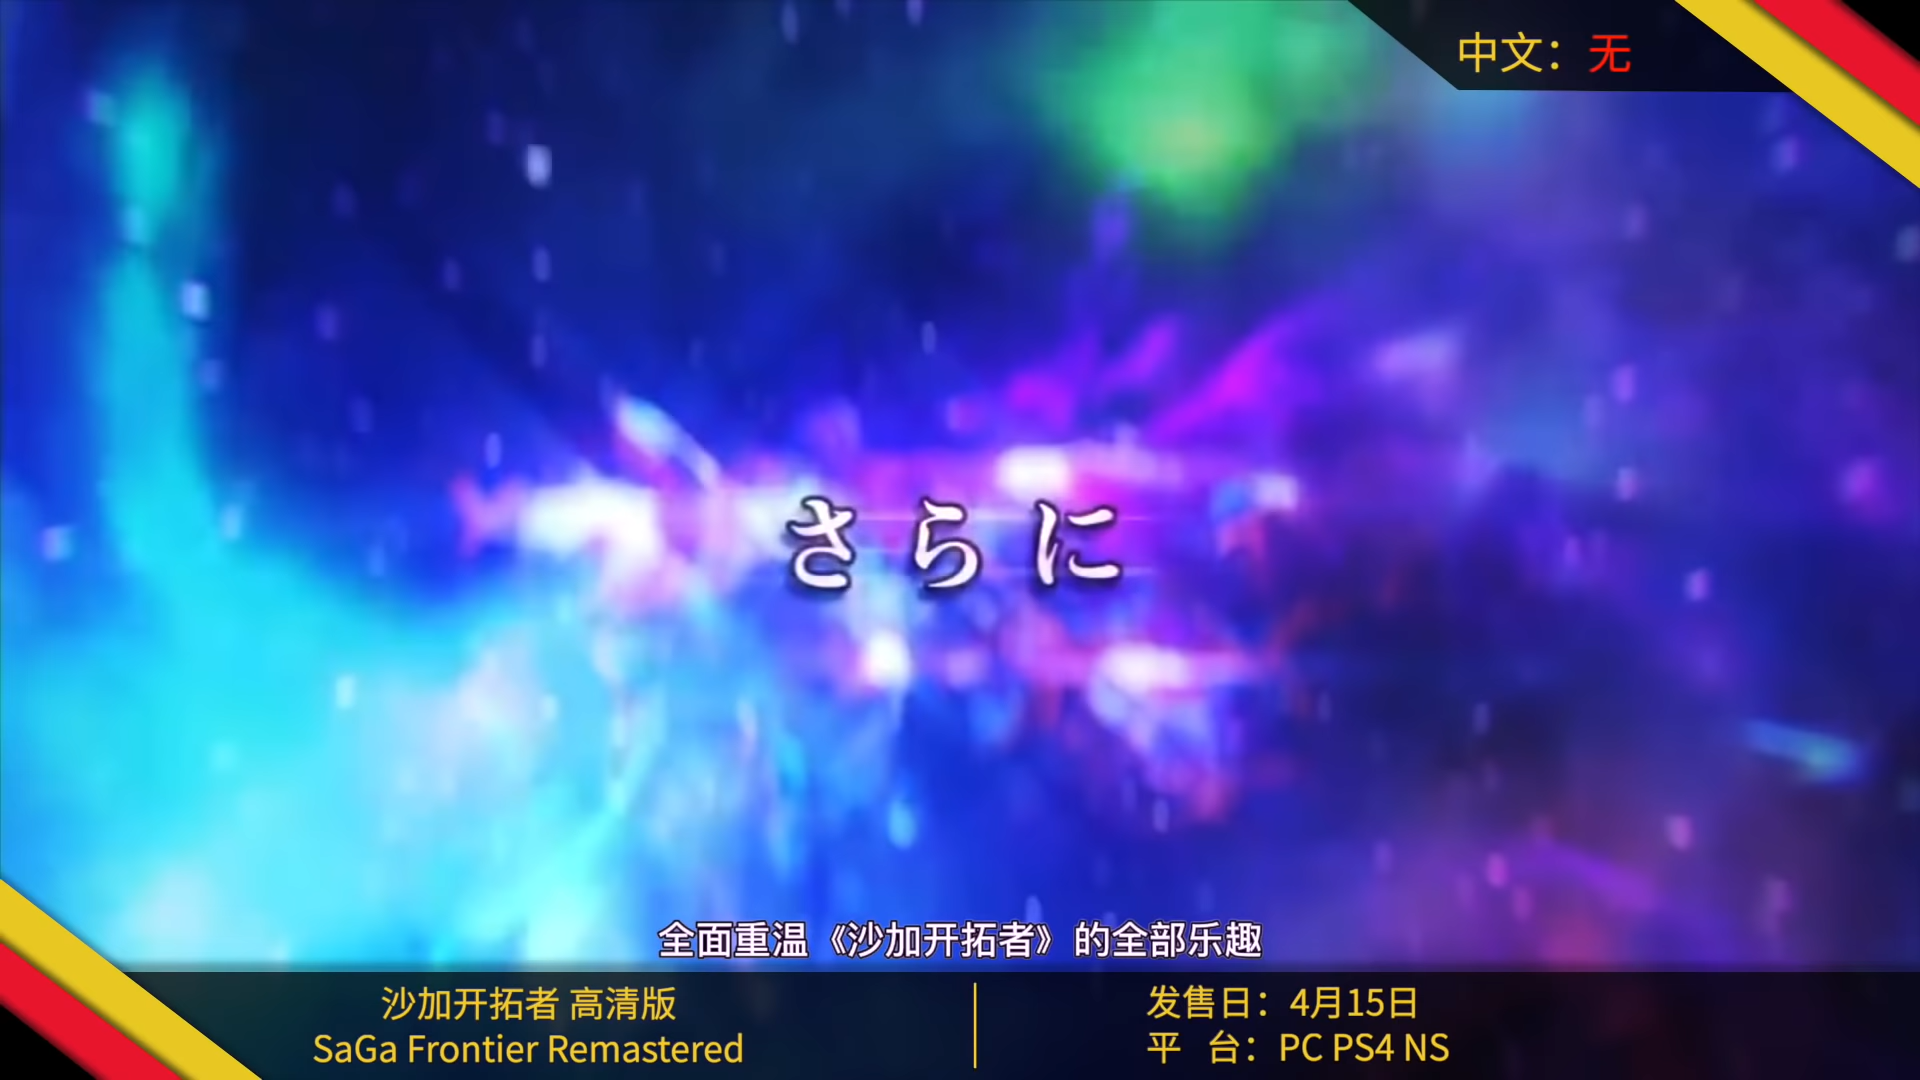 中文：无
さらに
全面重温《沙加开拓者》的全部乐趣
沙加开拓者 高清版
SaGa Frontier Remastered
发售日：4月15日
平 台：PC PS4 NS